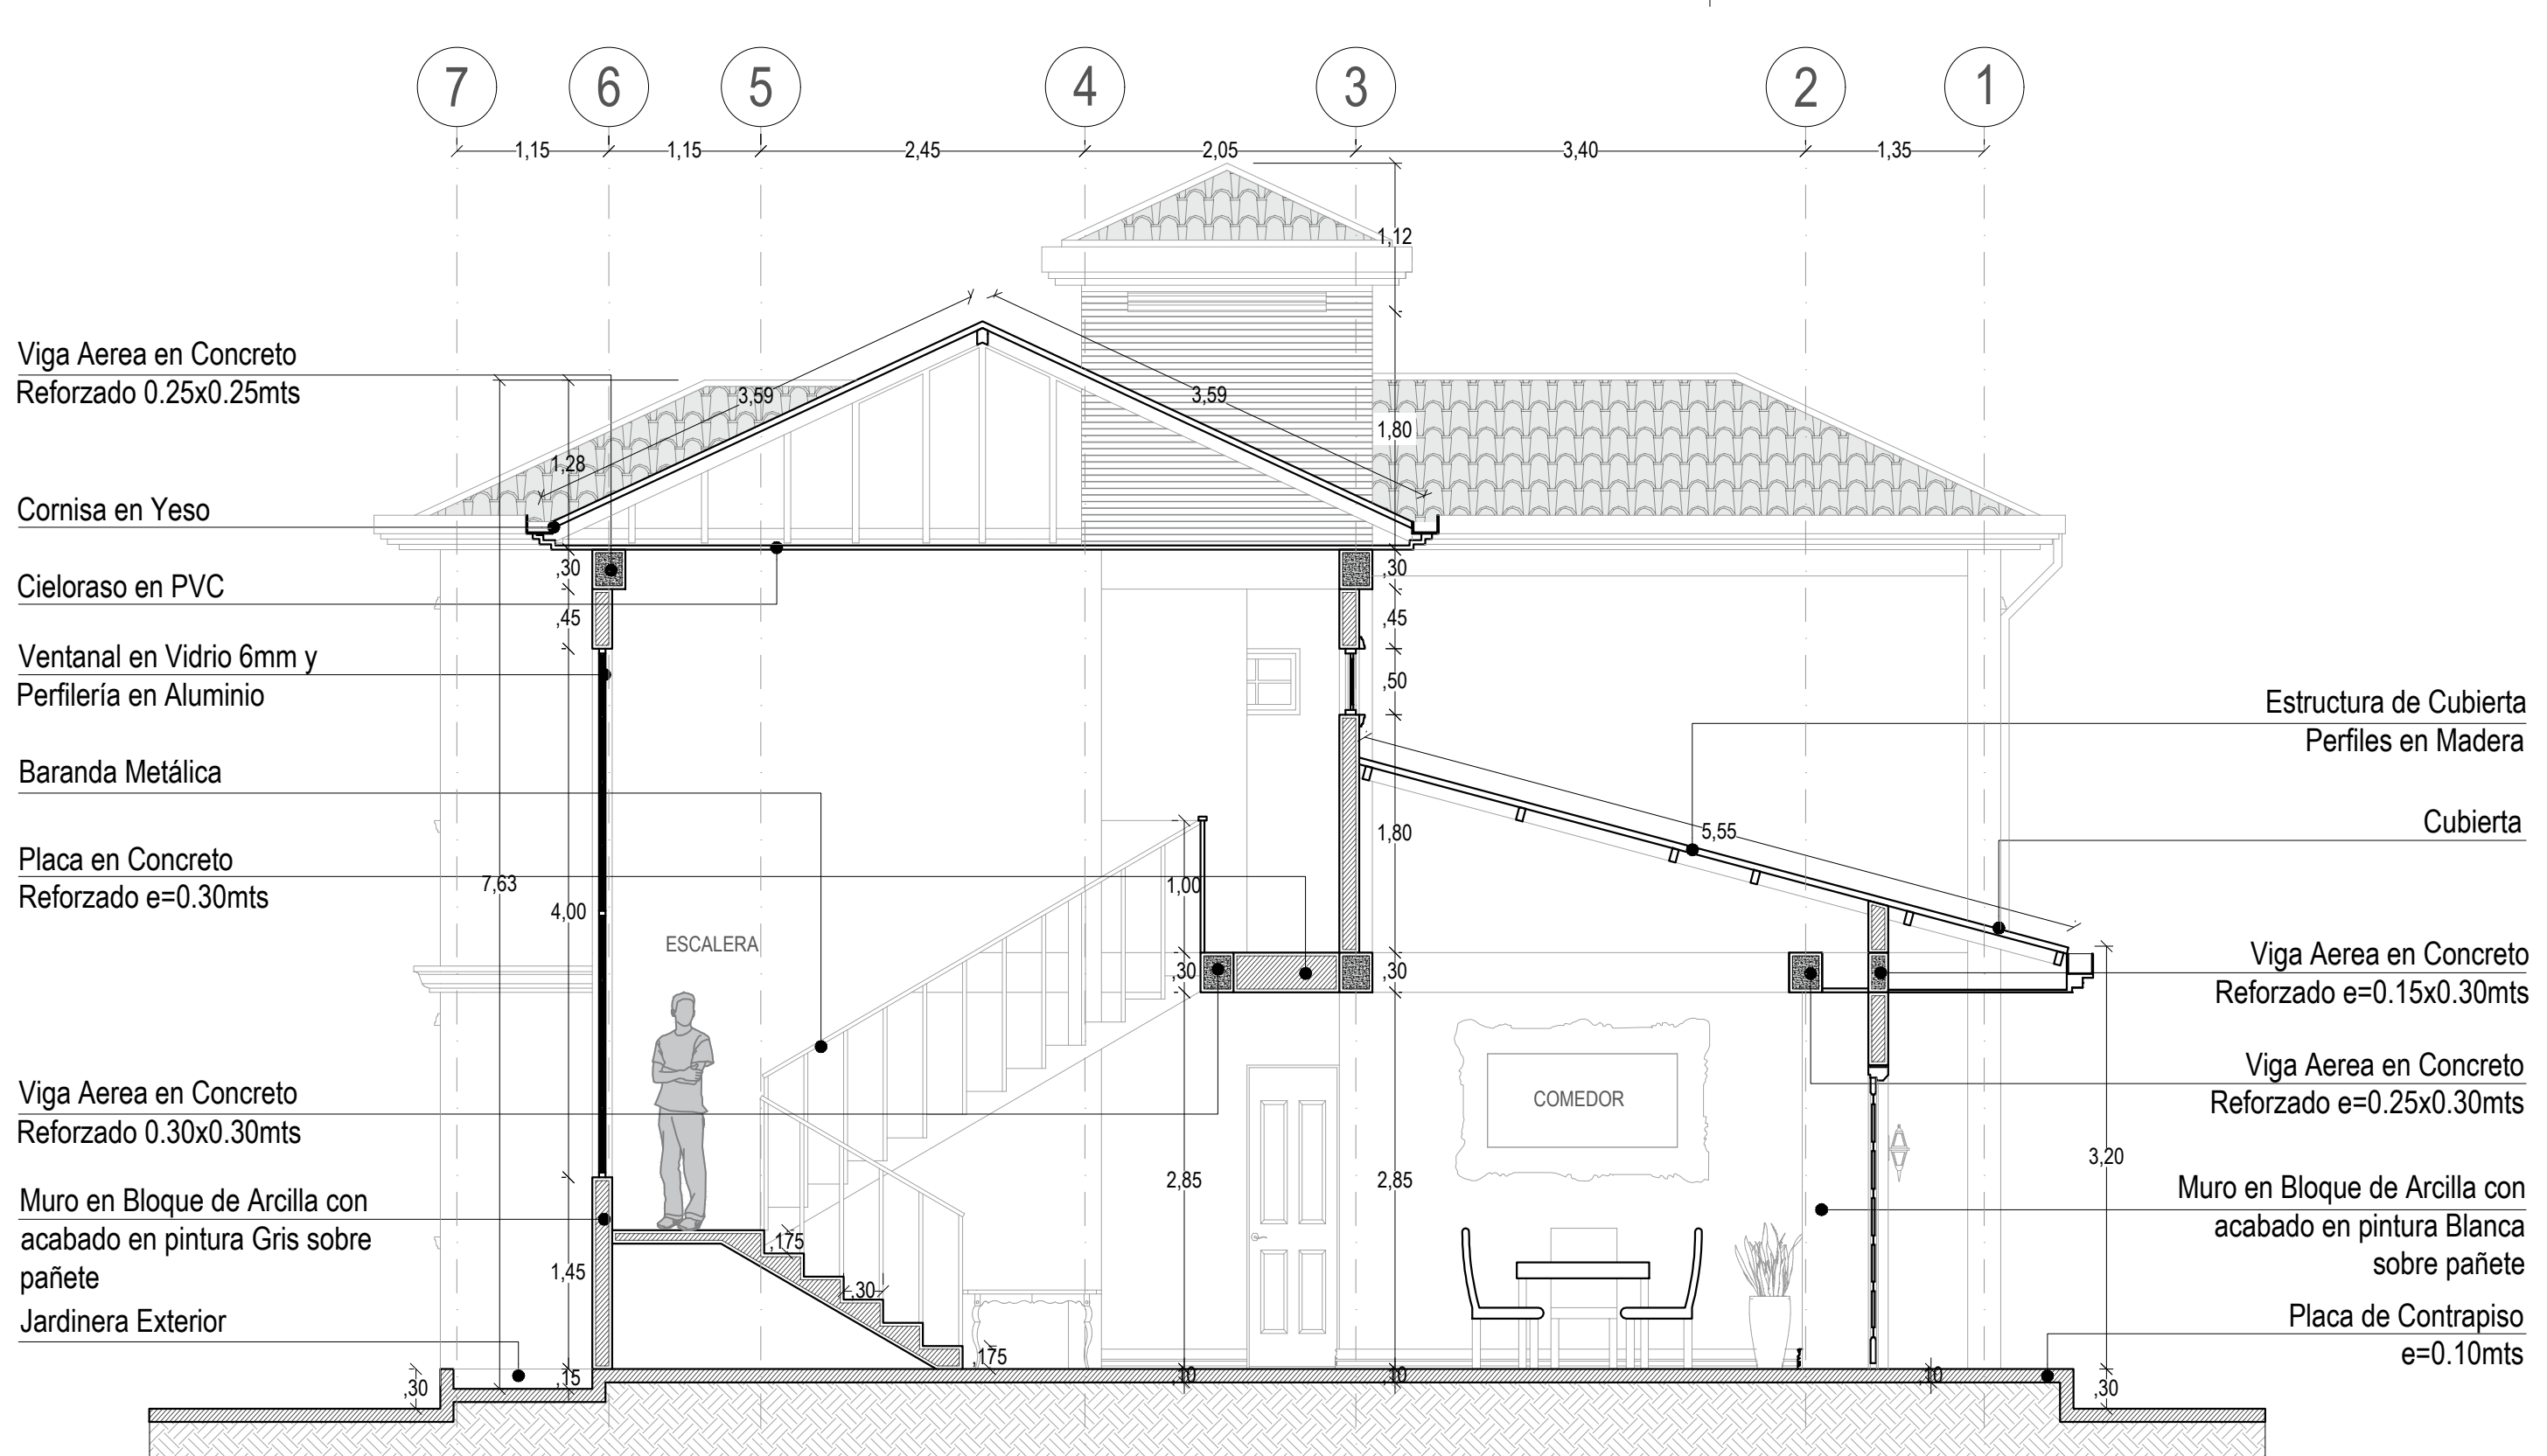 7 6 5 4 3 2 1
1,15 1,15 2,45 2,05 3,40 1,35
1,12
Viga Aerea en Concreto
Reforzado 0.25x0.25mts
3,59 3,59
1,80
1,28
Cornisa en Yeso
,30 ,30
Cieloraso en PVC
,45 ,45
Ventanal en Vidrio 6mm y
Perfilería en Aluminio
,50
Estructura de Cubierta
Perfiles en Madera
Baranda Metálica
Cubierta
5,55
1,80
Placa en Concreto
Reforzado e=0.30mts
7,63
1,00
4,00
ESCALERA
Viga Aerea en Concreto
Reforzado e=0.15x0.30mts
,30 ,30
Viga Aerea en Concreto
Reforzado e=0.25x0.30mts
Viga Aerea en Concreto
Reforzado 0.30x0.30mts
COMEDOR
3,20
2,85 2,85
Muro en Bloque de Arcilla con
acabado en pintura Gris sobre
pañete
Muro en Bloque de Arcilla con
acabado en pintura Blanca
sobre pañete
,175
1,45
,30
Jardinera Exterior
Placa de Contrapiso
e=0.10mts
,175
,15
,10 ,10 ,10
,30 ,30